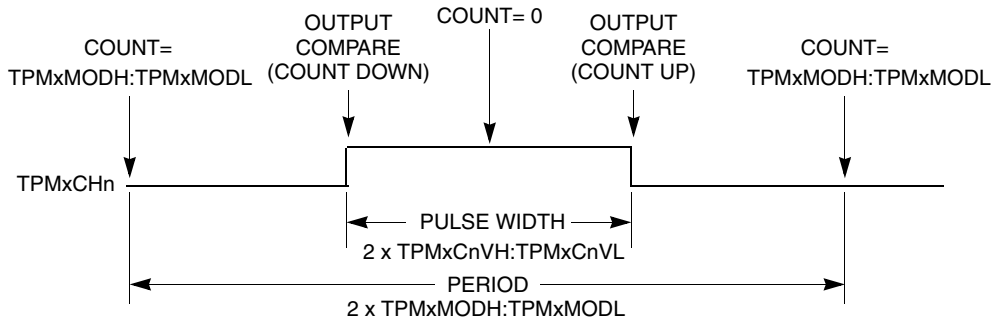 COUNT=
TPMxMODH:TPMxMODL
OUTPUT
COMPARE
(COUNT DOWN)
COUNT= 0
OUTPUT
COMPARE
(COUNT UP)
COUNT=
TPMxMODH:TPMxMODL
TPMxCHn
PULSE WIDTH
2 x TPMxCnVH:TPMxCnVL
PERIOD
2 x TPMxMODH:TPMxMODL